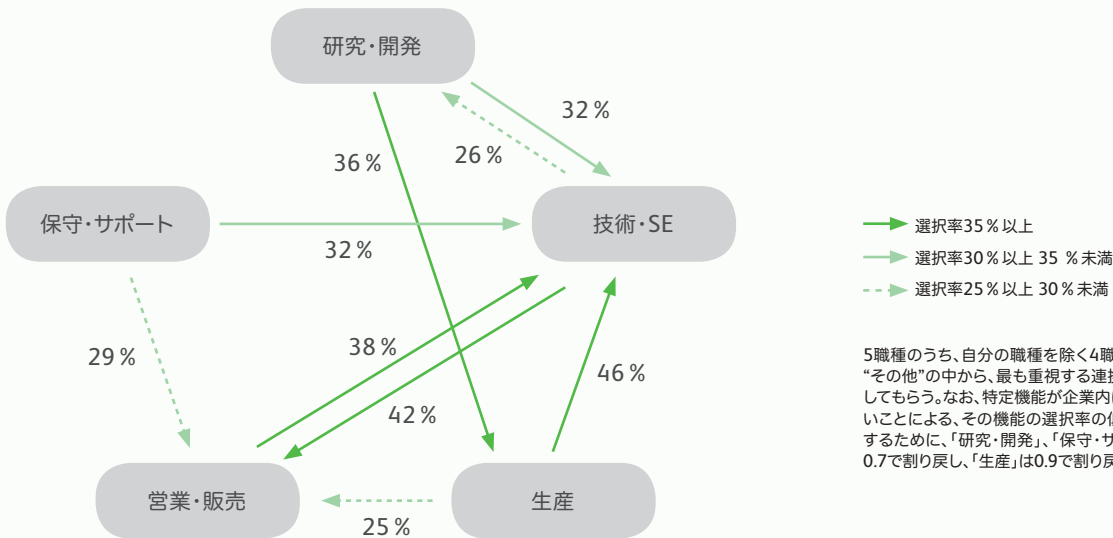 研究・開発
32％
26％
36％
保守・サポート
技術・SE
32％
29％
38％
42％
46％
営業・販売
生産
25％
選択率35％以上
選択率30％以上 35 ％未満
選択率25％以上 30％未満
5職種のうち、自分の職種を除く4職
“その他”の中から、最も重視する連
してもらう。なお、特定機能が企業内
いことによる、その機能の選択率の
するために、「研究・開発」、「保守・サ
0.7で割り戻し、「生産」は0.9で割り戻